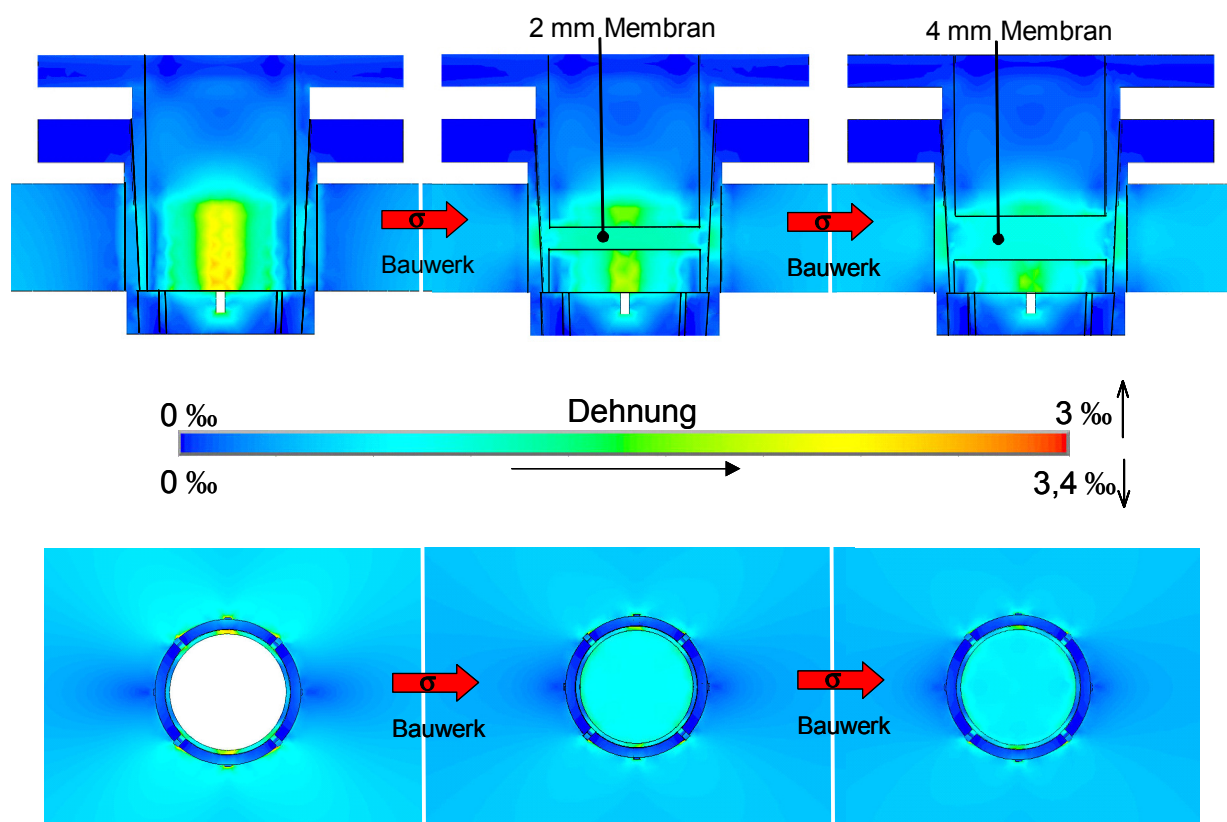 2 mm Membran
4 mm Membran
σ
Bauwerk
σ
Bauwerk
0 ‰
Dehnung
3 ‰
0 ‰
3,4 ‰
σ
Bauwerk
σ
Bauwerk